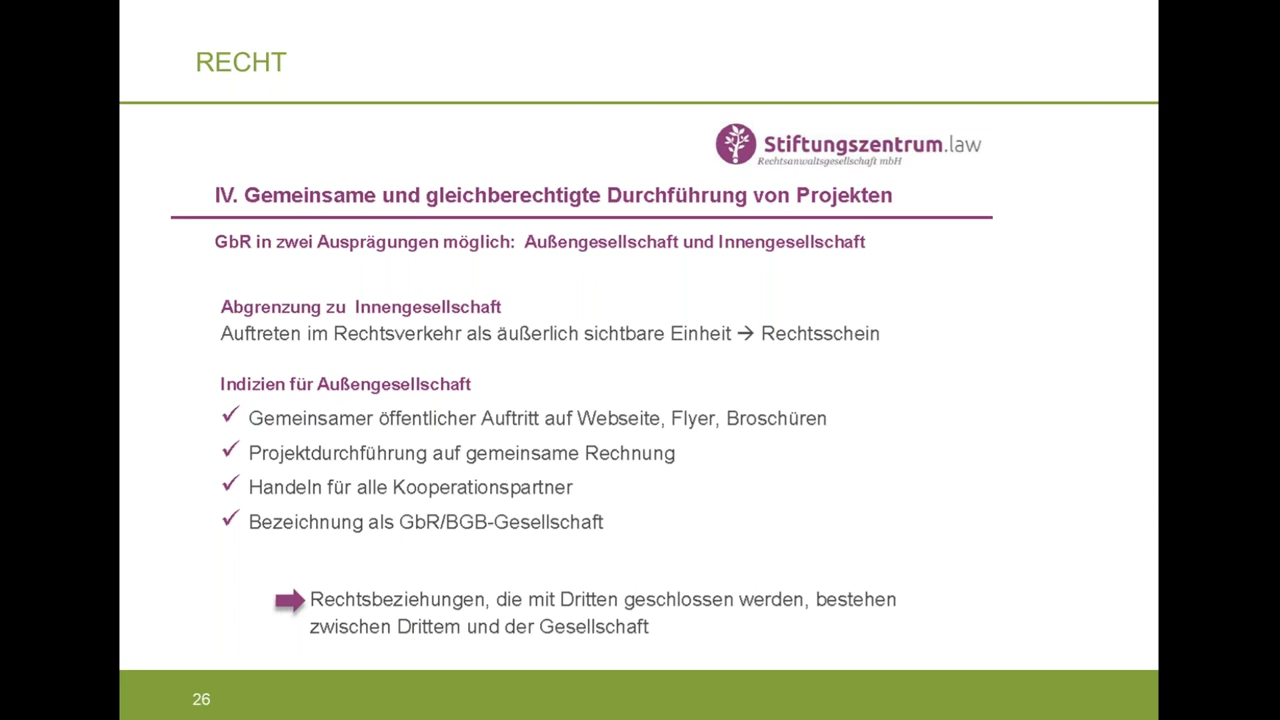 RECHT
Stiftungszentrum.law
Rechtsanwaltsgesellschaft mbH
IV. Gemeinsame und gleichberechtigte Durchführung von Projekten
GbR in zwei Ausprägungen möglich: Außengesellschaft und Innengesellschaft
Abgrenzung zu Innengesellschaft
Auftreten im Rechtsverkehr als äußerlich sichtbare Einheit → Rechtsschein
Indizien für Außengesellschaft
✓ Gemeinsamer öffentlicher Auftritt auf Webseite, Flyer, Broschüren
✓ Projektdurchführung auf gemeinsame Rechnung
✓ Handeln für alle Kooperationspartner
✓ Bezeichnung als GbR/BGB-Gesellschaft
Rechtsbeziehungen, die mit Dritten geschlossen werden, bestehen
zwischen Drittem und der Gesellschaft
26